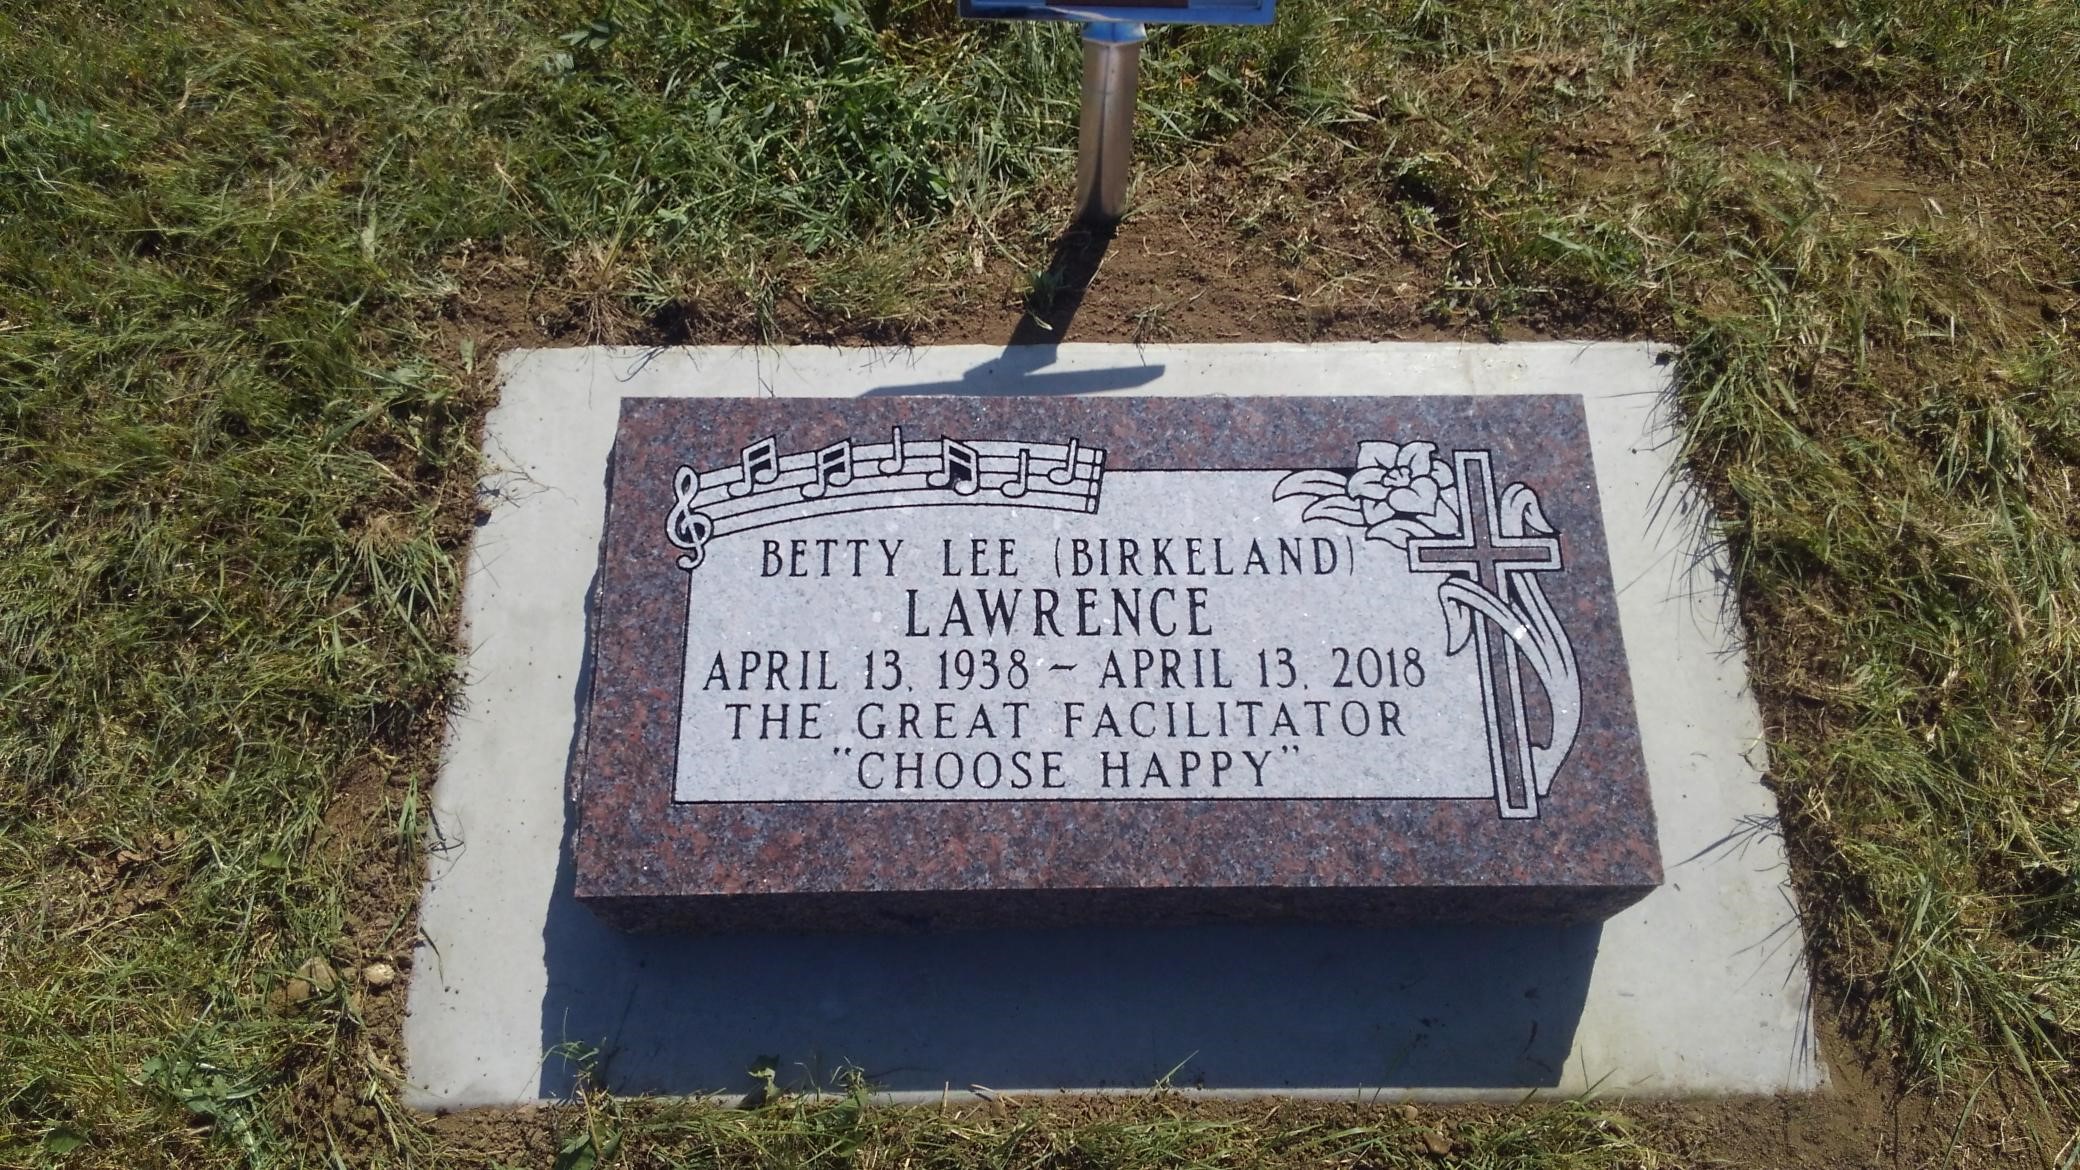 BETTY LEE (BIRKELAND)
LAWRENCE
APRIL 13, 1938 ~ APRIL 13, 2018
THE GREAT FACILITATOR
"CHOOSE HAPPY"